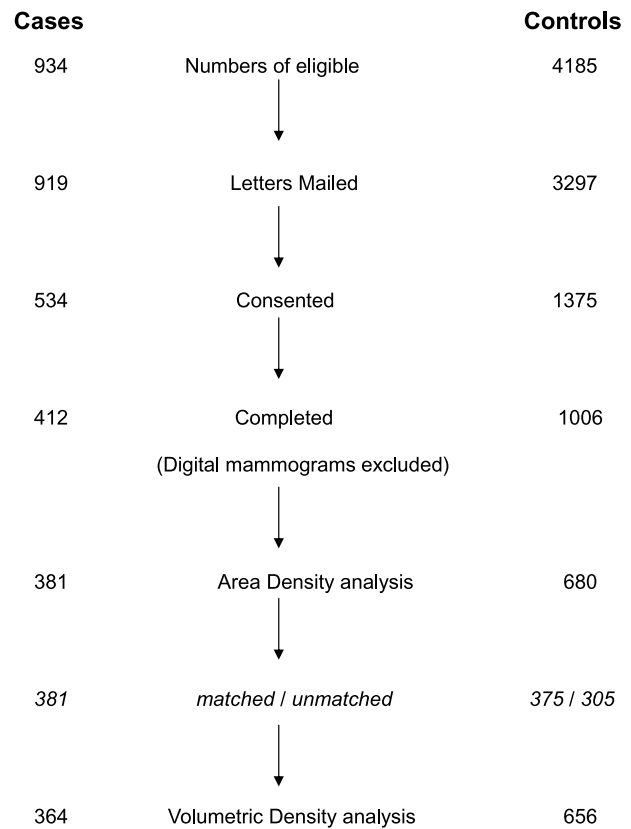 Cases Controls
934 Numbers of eligible 4185
919 Letters Mailed 3297
534 Consented 1375
412 Completed 1006
(Digital mammograms excluded)
381 Area Density analysis 680
381 matched / unmatched 375 / 305
364 Volumetric Density analysis 656